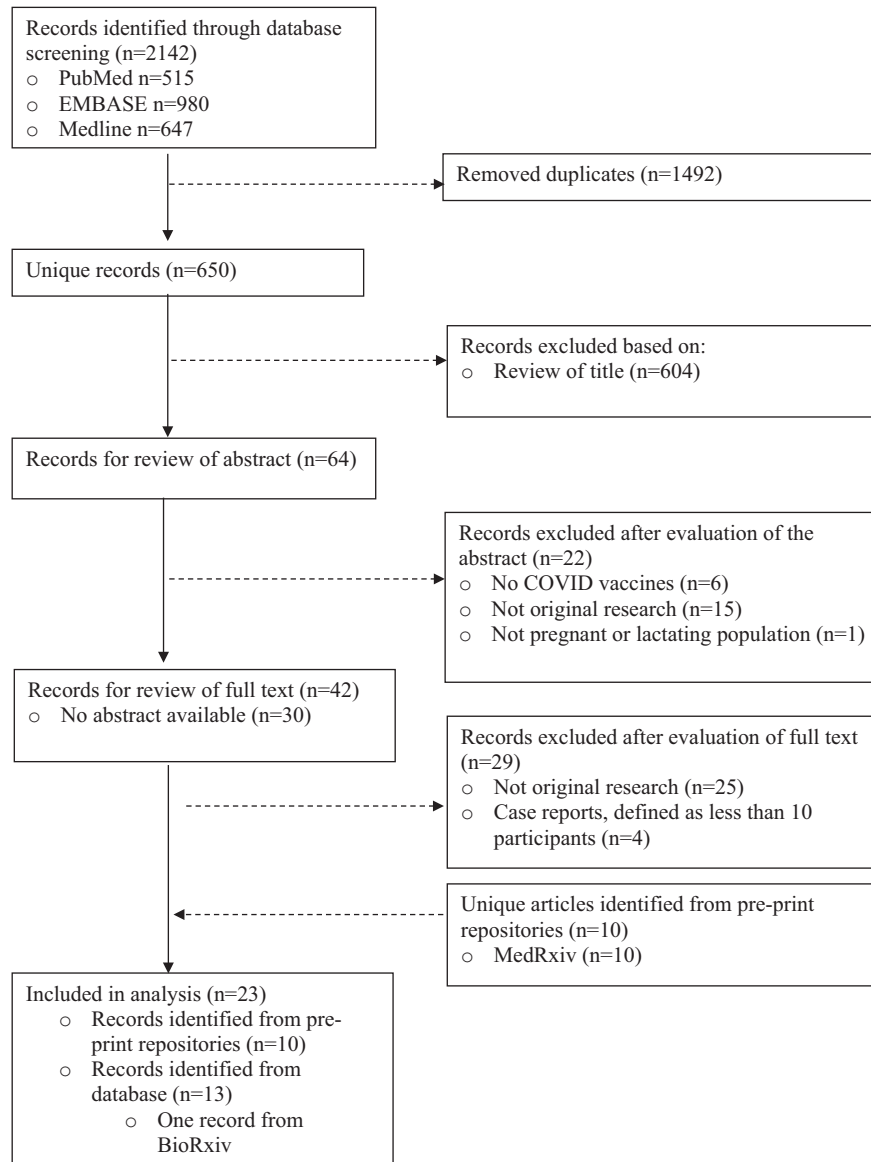 Records identified through database
screening (n=2142)
o PubMed n=515
o EMBASE n=980
o Medline n=647
Removed duplicates (n=1492)
Unique records (n=650)
Records excluded based on:
o Review of title (n=604)
Records for review of abstract (n=64)
Records excluded after evaluation of the
abstract (n=22)
o No COVID vaccines (n=6)
o Not original research (n=15)
o Not pregnant or lactating population (n=1)
Records for review of full text (n=42)
o No abstract available (n=30)
Records excluded after evaluation of full text
(n=29)
o Not original research (n=25)
o Case reports, defined as less than 10
participants (n=4)
Unique articles identified from pre-print
repositories (n=10)
o MedRxiv (n=10)
Included in analysis (n=23)
o Records identified from pre-
print repositories (n=10)
o Records identified from
database (n=13)
o One record from
BioRxiv